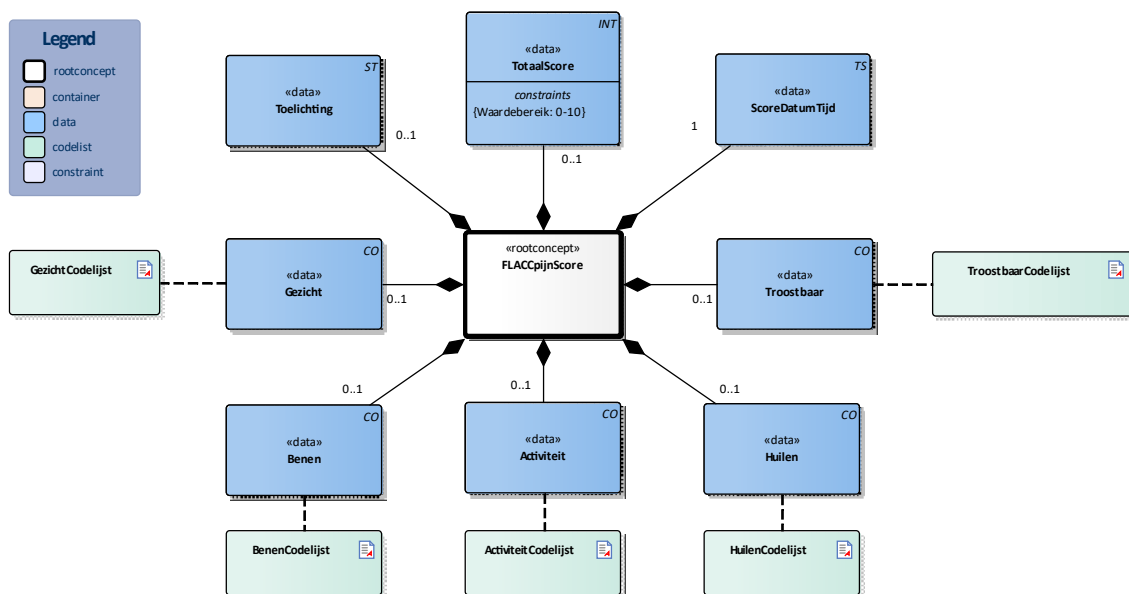 Legend
rootconcept
container
data
codelist
constraint
ST
«data»
Toelichting
0..1
INT
«data»
TotaalScore
constraints
{Waardebereik: 0-10}
0..1
TS
«data»
ScoreDatumTijd
1
«rootconcept»
FLACCpijnScore
GezichtCodelijst
CO
«data»
Gezicht
0..1
CO
«data»
Troostbaar
0..1
TroostbaarCodelijst
CO
«data»
Benen
0..1
CO
«data»
Activiteit
0..1
CO
«data»
Huilen
0..1
BenenCodelijst
ActiviteitCodelijst
HuilenCodelijst